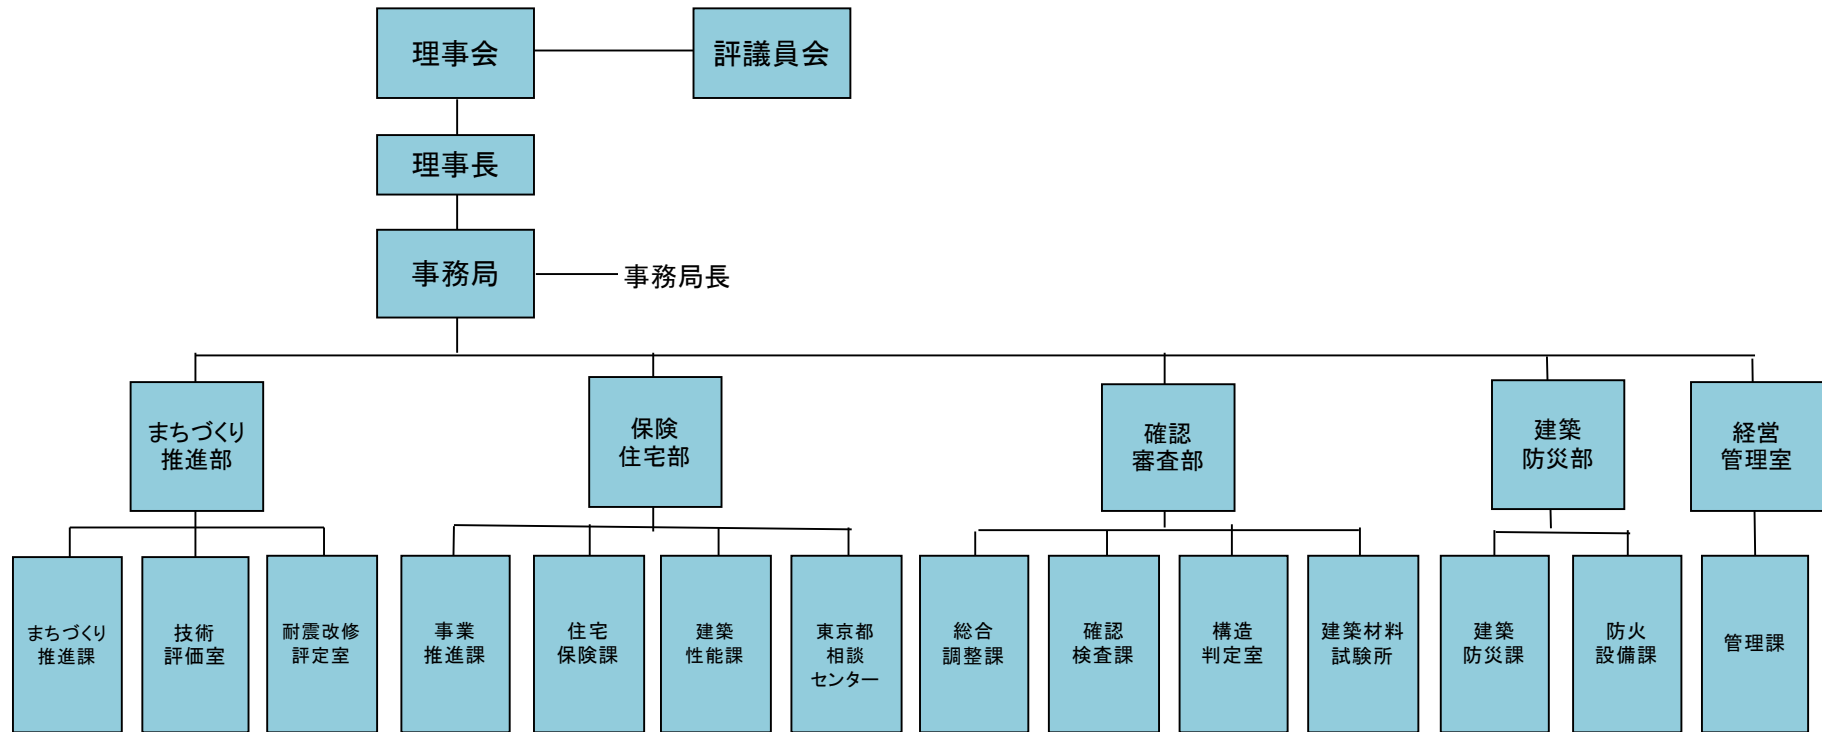 理事会
評議員会
理事長
事務局
事務局長
まちづくり
推進部
保険
住宅部
確認
審査部
建築
防災部
経営
管理室
まちづくり
推進課
技術
評価室
耐震改修
評定室
事業
推進課
住宅
保険課
建築
性能課
東京都
相談
センター
総合
調整課
確認
検査課
構造
判定室
建築材料
試験所
建築
防災課
防火
設備課
管理課